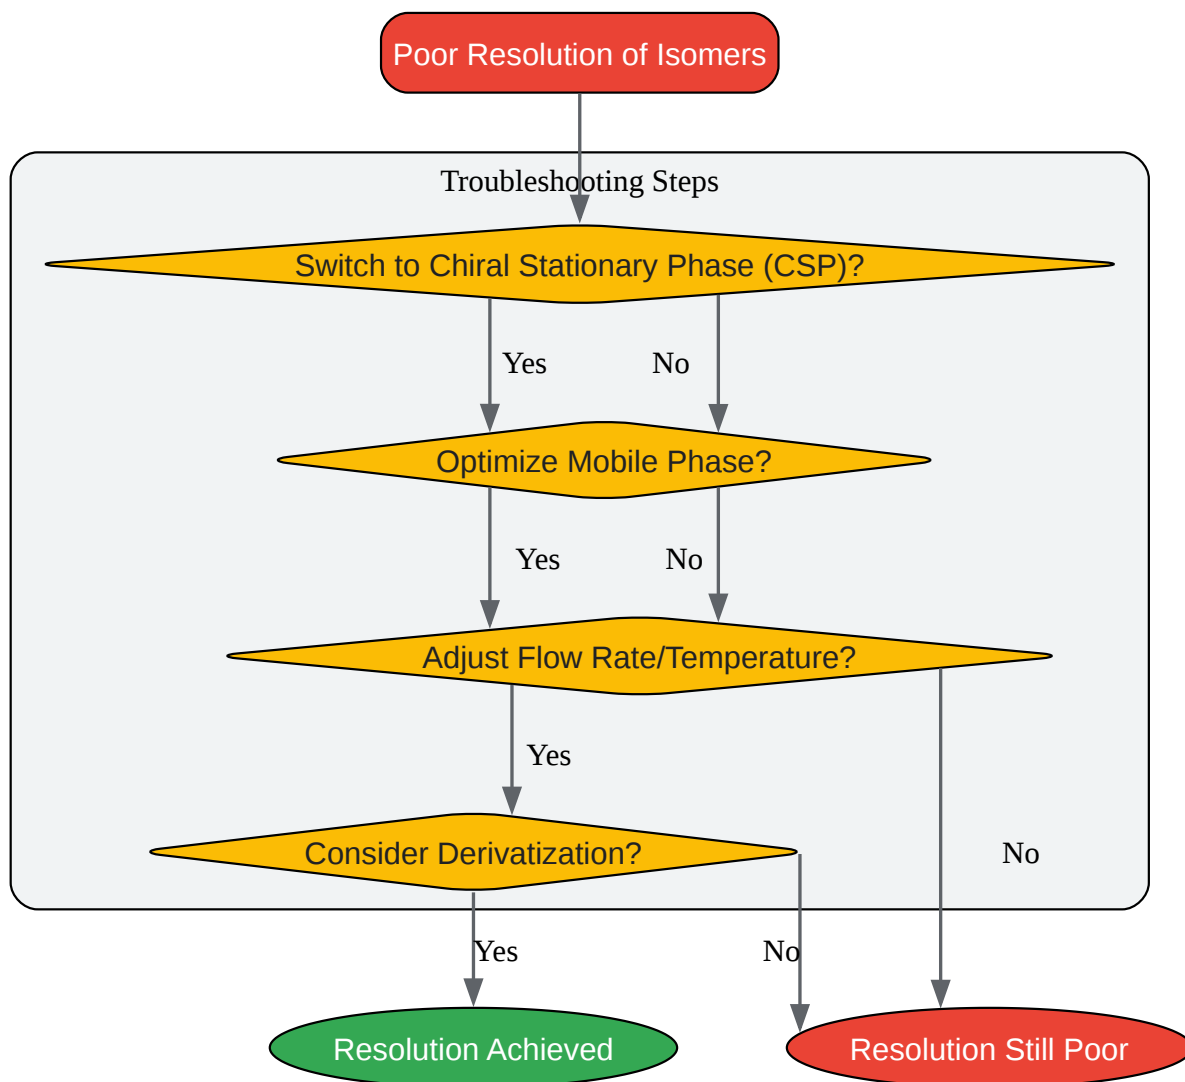 Poor Resolution of Isomers
Troubleshooting Steps
Switch to Chiral Stationary Phase (CSP)?
Yes
No
Optimize Mobile Phase?
Yes
No
Adjust Flow Rate/Temperature?
Yes
Consider Derivatization?
No
Yes
No
Resolution Achieved
Resolution Still Poor